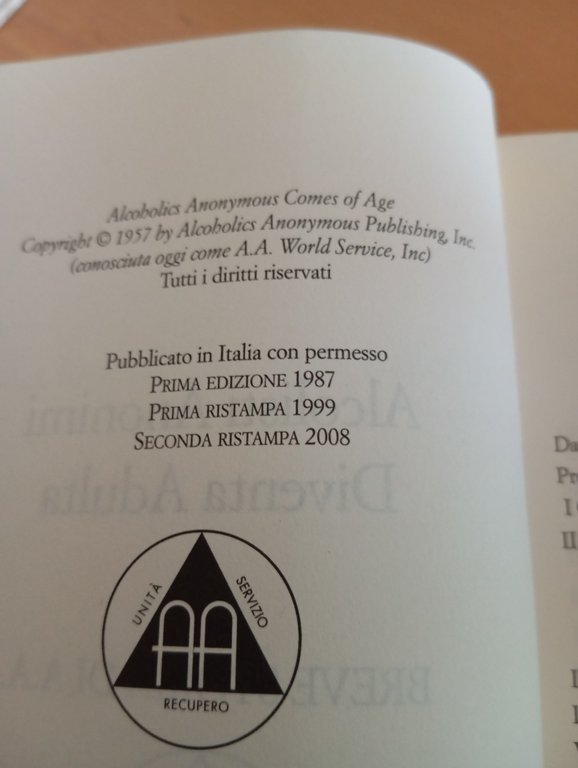 Alcoholics Anonymous Comes of Age
Copyright © 1957 by Alcoholics Anonymous Publishing, Inc.
(conosciuta oggi come A.A. World Service, Inc)
Tutti i diritti riservati
Pubblicato in Italia con permesso
PRIMA EDIZIONE 1987
PRIMA RISTAMPA 1999
SECONDA RISTAMPA 2008
UNITÀ
SERVIZIO
AA
RECUPERO